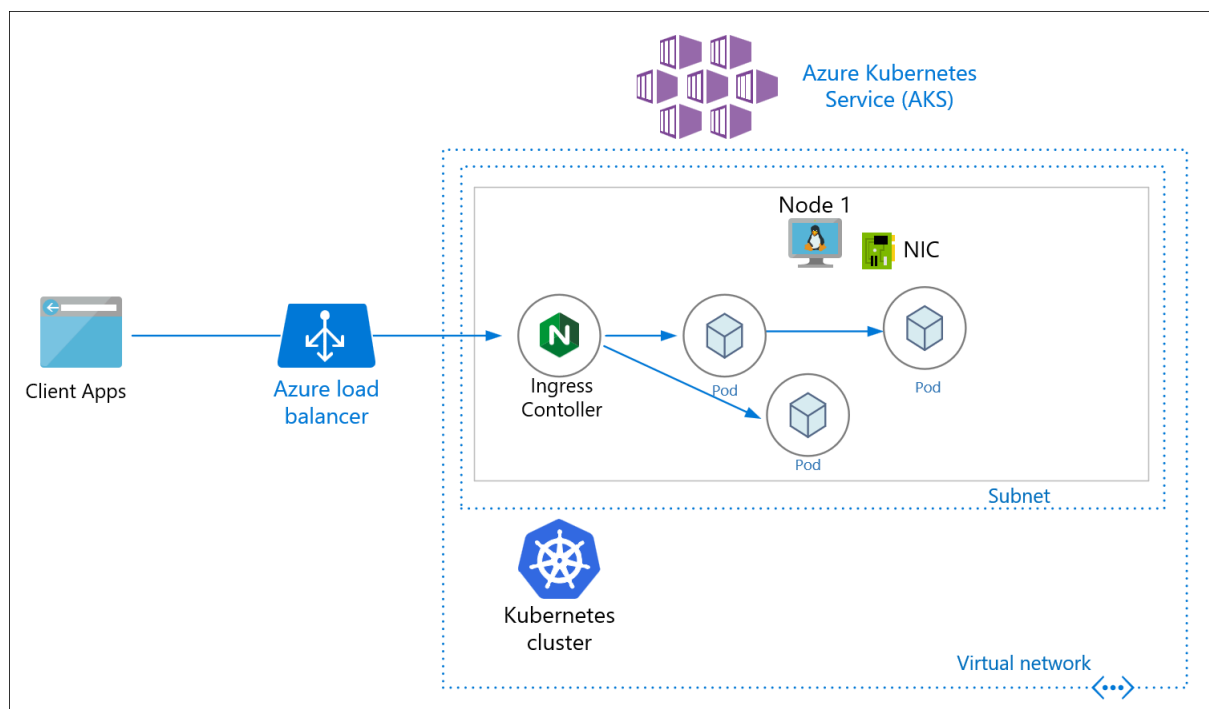 Azure Kubernetes
Service (AKS)
Node 1
NIC
Client Apps
Azure load
balancer
Ingress
Contoller
Pod
Pod
Pod
Subnet
Kubernetes
cluster
Virtual network